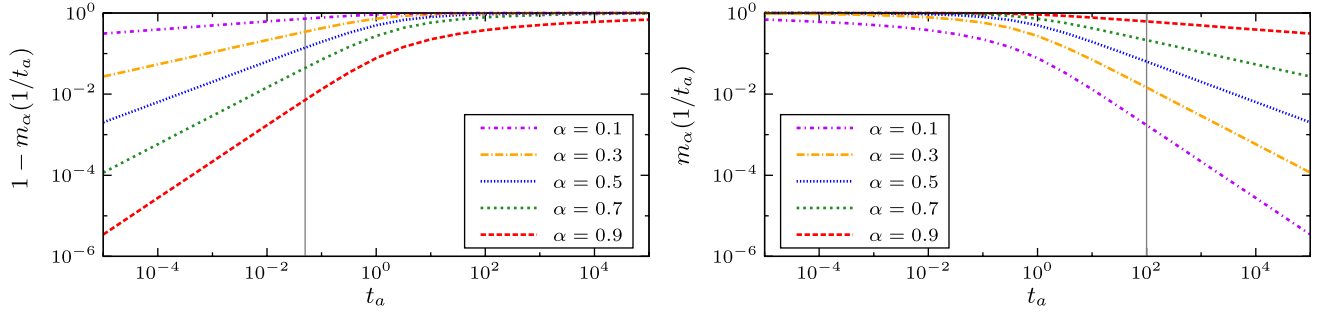 1 − m_α(1/t_a)
10^0
10^−2
10^−4
10^−6
α = 0.1
α = 0.3
α = 0.5
α = 0.7
α = 0.9
10^−4
10^−2
10^0
10^2
10^4
t_a
m_α(1/t_a)
10^0
10^−2
10^−4
10^−6
α = 0.1
α = 0.3
α = 0.5
α = 0.7
α = 0.9
10^−4
10^−2
10^0
10^2
10^4
t_a